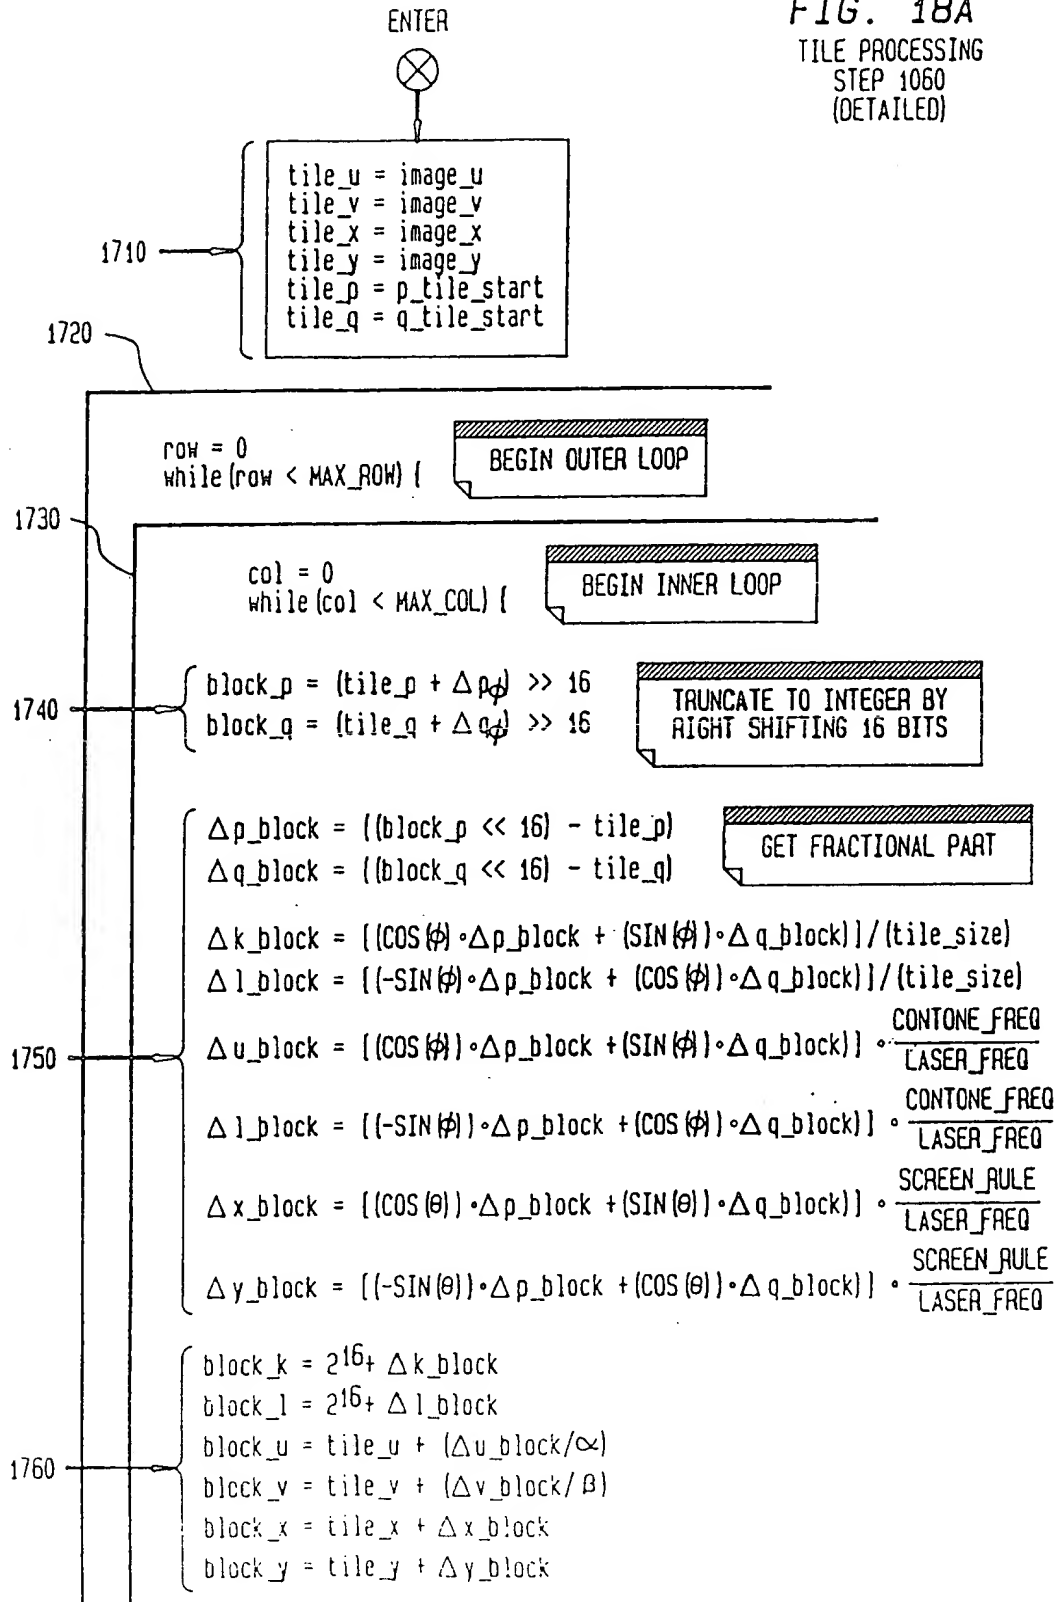 FIG. 18A
TILE PROCESSING
STEP 1060
(DETAILED)
ENTER
tile_u = image_u
tile_v = image_v
tile_x = image_x
tile_y = image_y
tile_p = p_tile_start
tile_q = q_tile_start
1710
1720
row = 0
while(row < MAX_ROW) {
BEGIN OUTER LOOP
1730
col = 0
while(col < MAX_COL) {
BEGIN INNER LOOP
1740
block_p = (tile_p + Δpϕ) >> 16
block_q = (tile_q + Δqϕ) >> 16
TRUNCATE TO INTEGER BY
RIGHT SHIFTING 16 BITS
Δp_block = ((block_p << 16) - tile_p)
Δq_block = ((block_q << 16) - tile_q)
GET FRACTIONAL PART
Δk_block = [(COS(ϕ)∘Δp_block + (SIN(ϕ))∘Δq_block)]/(tile_size)
Δl_block = [(-SIN(ϕ)∘Δp_block + (COS(ϕ))∘Δq_block)]/(tile_size)
1750
Δu_block = [(COS(ϕ))∘Δp_block +(SIN(ϕ))∘Δq_block)] ∘ CONTONE_FREQ
LASER_FREQ
Δl_block = [(-SIN(ϕ))∘Δp_block +(COS(ϕ))∘Δq_block)] ∘ CONTONE_FREQ
LASER_FREQ
Δx_block = [(COS(θ))∘Δp_block +(SIN(θ))∘Δq_block)] ∘ SCREEN_RULE
LASER_FREQ
Δy_block = [(-SIN(θ))∘Δp_block +(COS(θ))∘Δq_block)] ∘ SCREEN_RULE
LASER_FREQ
1760
block_k = 2^16+ Δk_block
block_l = 2^16+ Δl_block
block_u = tile_u + (Δu_block/α)
block_v = tile_v + (Δv_block/β)
block_x = tile_x + Δx_block
block_y = tile_y + Δy_block